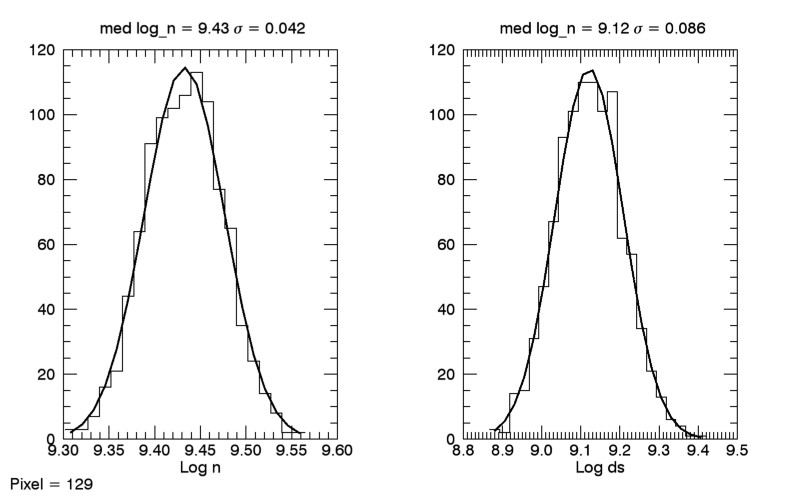 med log_n = 9.43 σ = 0.042
med log_n = 9.12 σ = 0.086
120
100
80
60
40
20
0
9.30 9.35 9.40 9.45 9.50 9.55 9.60
Log n
120
100
80
60
40
20
0
8.8 8.9 9.0 9.1 9.2 9.3 9.4 9.5
Log ds
Pixel = 129